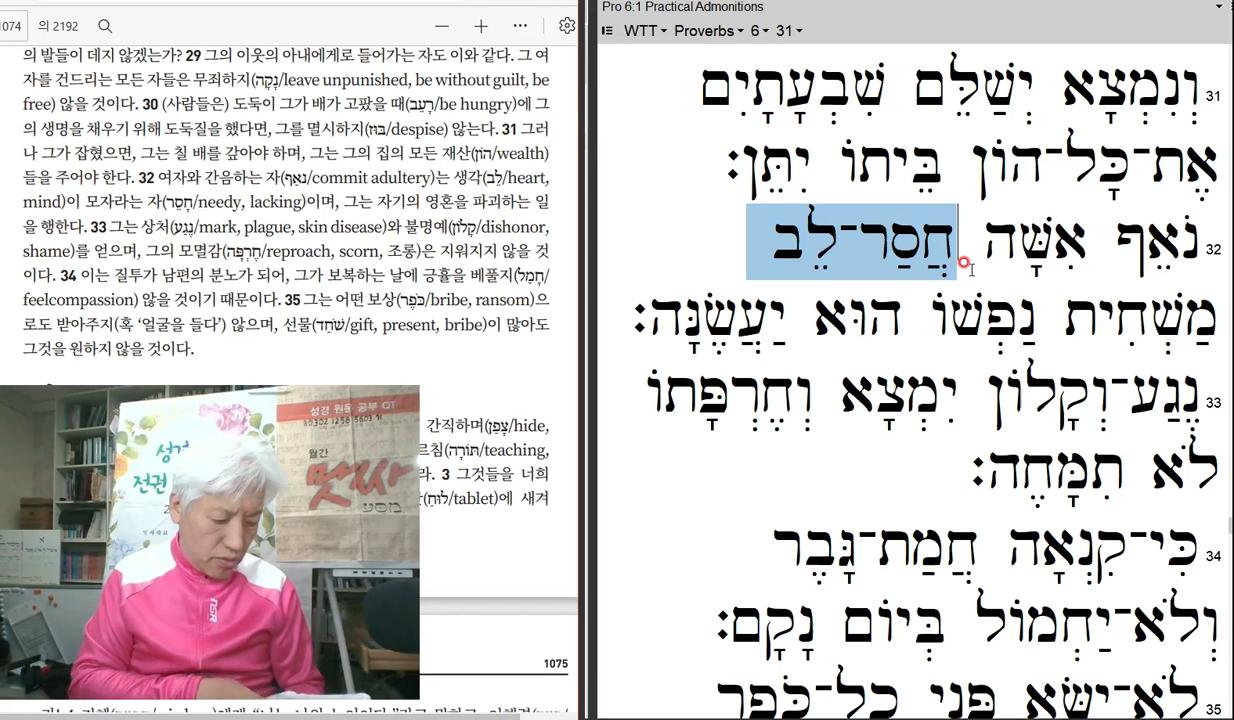 1074
의 2192
의 발들이 데지 않겠는가? 29 그의 이웃의 아내에게로 들어가는 자도 이와 같다. 그 여
자를 건드리는 모든 자들은 무죄하지(נָקָה/leave unpunished, be without guilt, be
free) 않을 것이다. 30 (사람들은) 도둑이 그가 배가 고팠을 때(רָעֵב/be hungry)에 그
의 생명을 채우기 위해 도둑질을 했다면, 그를 멸시하지(בּוּז/despise) 않는다. 31 그러
나 그가 잡혔으면, 그는 칠 배를 갚아야 하며, 그는 그의 집의 모든 재산(הוֹן/wealth)
들을 주어야 한다. 32 여자와 간음하는 자(נאף/commit adultery)는 생각(לֵב/heart,
mind)이 모자라는 자(חָסֵר/needy, lacking)이며, 그는 자기의 영혼을 파괴하는 일
을 행한다. 33 그는 상처(נֶגַע/mark, plague, skin disease)와 불명예(קָלוֹן/dishonor,
shame)를 얻으며, 그의 모멸감(חֶרְפָּה/reproach, scorn, 조롱)은 지워지지 않을 것
이다. 34 이는 질투가 남편의 분노가 되어, 그가 보복하는 날에 긍휼을 베풀지(חָמַל/
feelcompassion) 않을 것이기 때문이다. 35 그는 어떤 보상(כֹּפֶר/bribe, ransom)으
로도 받아주지(혹 ‘얼굴을 들다’) 않으며, 선물(שֹׁחַד/gift, present, bribe)이 많아도
그것을 원하지 않을 것이다.
간직하며(צָפַן/hide,
르침(תּוֹרָה/teaching,
라. 3 그것들을 너희
(לוּחַ/tablet)에 새겨
1075
성경 원문 공부 QT
월간
맛싸
전권
Pro 6:1 Practical Admonitions
WTT Proverbs 6 31
31 וְנִמְצָא יְשַׁלֵּם שִׁבְעָתָיִם
אֶת־כָּל־הוֹן בֵּיתוֹ יִתֵּן׃
32 נֹאֵף אִשָּׁה חֲסַר־לֵב
מַשְׁחִית נַפְשׁוֹ הוּא יַעֲשֶׂנָּה׃
33 נֶגַע־וְקָלוֹן יִמְצָא וְחֶרְפָּתוֹ
לֹא תִמָּחֶה׃
34 כִּי־קִנְאָה חֲמַת־גָּבֶר
וְלֹא־יַחְמוֹל בְּיוֹם נָקָם׃
35 לֹא־יִשָּׂא פְּנֵי כָל־כֹּפֶר